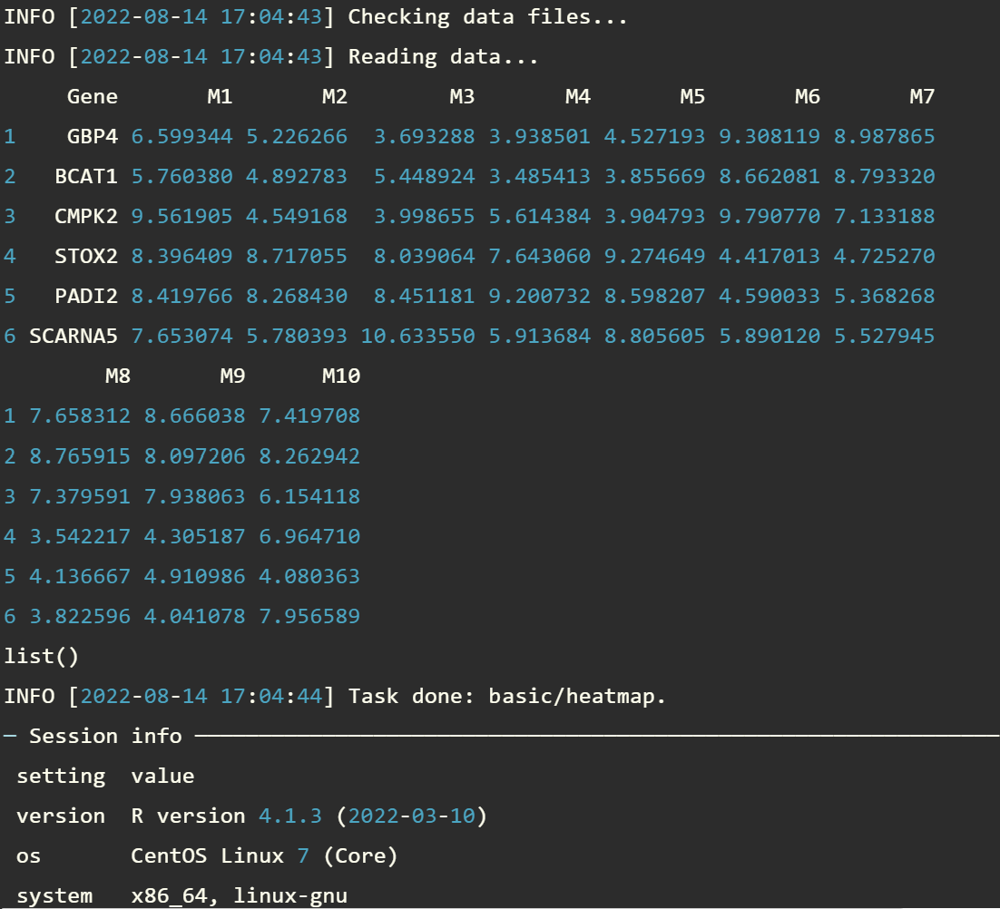 INFO [2022-08-14 17:04:43] Checking data files...
INFO [2022-08-14 17:04:43] Reading data...
Gene M1 M2 M3 M4 M5 M6 M7
1 GBP4 6.599344 5.226266 3.693288 3.938501 4.527193 9.308119 8.987865
2 BCAT1 5.760380 4.892783 5.448924 3.485413 3.855669 8.662081 8.793320
3 CMPK2 9.561905 4.549168 3.998655 5.614384 3.904793 9.790770 7.133188
4 STOX2 8.396409 8.717055 8.039064 7.643060 9.274649 4.417013 4.725270
5 PADI2 8.419766 8.268430 8.451181 9.200732 8.598207 4.590033 5.368268
6 SCARNA5 7.653074 5.780393 10.633550 5.913684 8.805605 5.890120 5.527945
M8 M9 M10
1 7.658312 8.666038 7.419708
2 8.765915 8.097206 8.262942
3 7.379591 7.938063 6.154118
4 3.542217 4.305187 6.964710
5 4.136667 4.910986 4.080363
6 3.822596 4.041078 7.956589
list()
INFO [2022-08-14 17:04:44] Task done: basic/heatmap.
─ Session info ───────────────────────────────────────────────────────────────
setting value
version R version 4.1.3 (2022-03-10)
os CentOS Linux 7 (Core)
system x86_64, linux-gnu